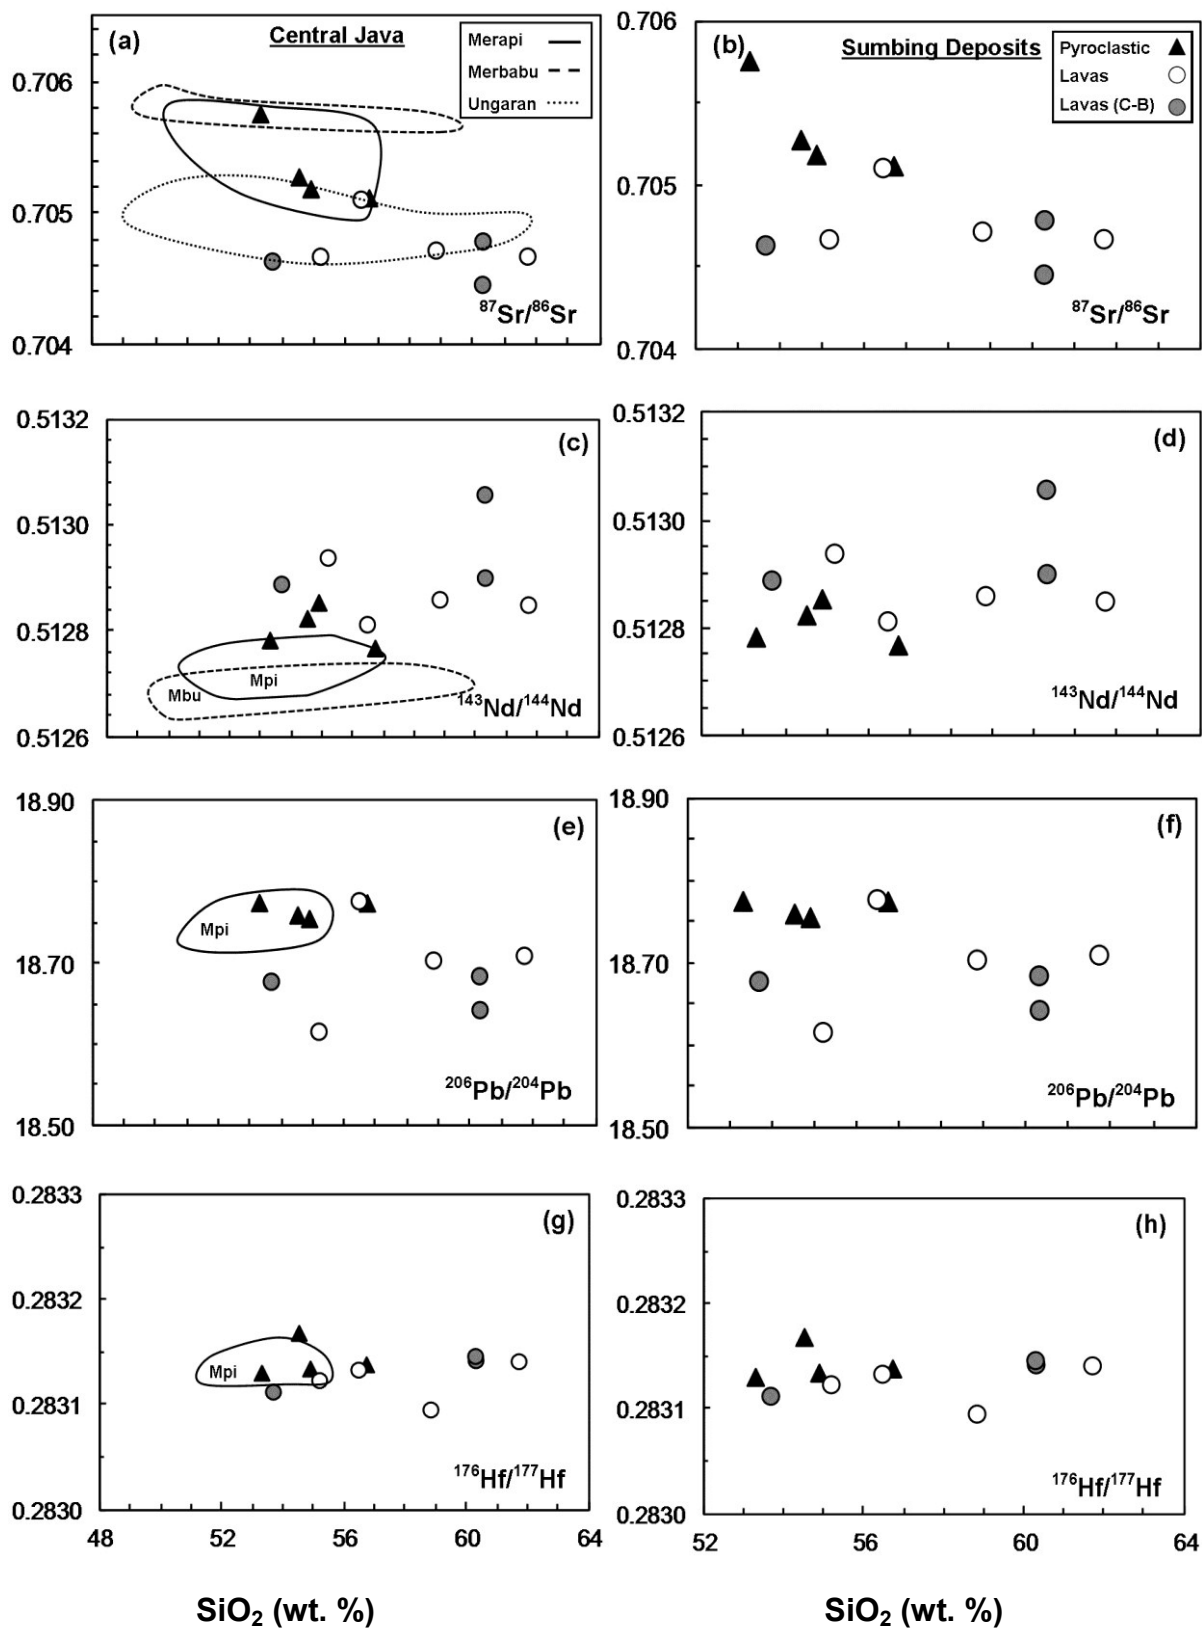 (a)
Central Java
Merapi
Merbabu
Ungaran
0.706
0.705
0.704
⁸⁷Sr/⁸⁶Sr
(b)
Sumbing Deposits
Pyroclastic
Lavas
Lavas (C-B)
0.706
0.705
0.704
⁸⁷Sr/⁸⁶Sr
(c)
0.5132
0.5130
0.5128
0.5126
Mpi
Mbu
¹⁴³Nd/¹⁴⁴Nd
(d)
0.5132
0.5130
0.5128
0.5126
¹⁴³Nd/¹⁴⁴Nd
(e)
18.90
18.70
18.50
Mpi
²⁰⁶Pb/²⁰⁴Pb
(f)
18.90
18.70
18.50
²⁰⁶Pb/²⁰⁴Pb
(g)
0.2833
0.2832
0.2831
0.2830
Mpi
¹⁷⁶Hf/¹⁷⁷Hf
48 52 56 60 64
SiO₂ (wt. %)
(h)
0.2833
0.2832
0.2831
0.2830
¹⁷⁶Hf/¹⁷⁷Hf
52 56 60 64
SiO₂ (wt. %)